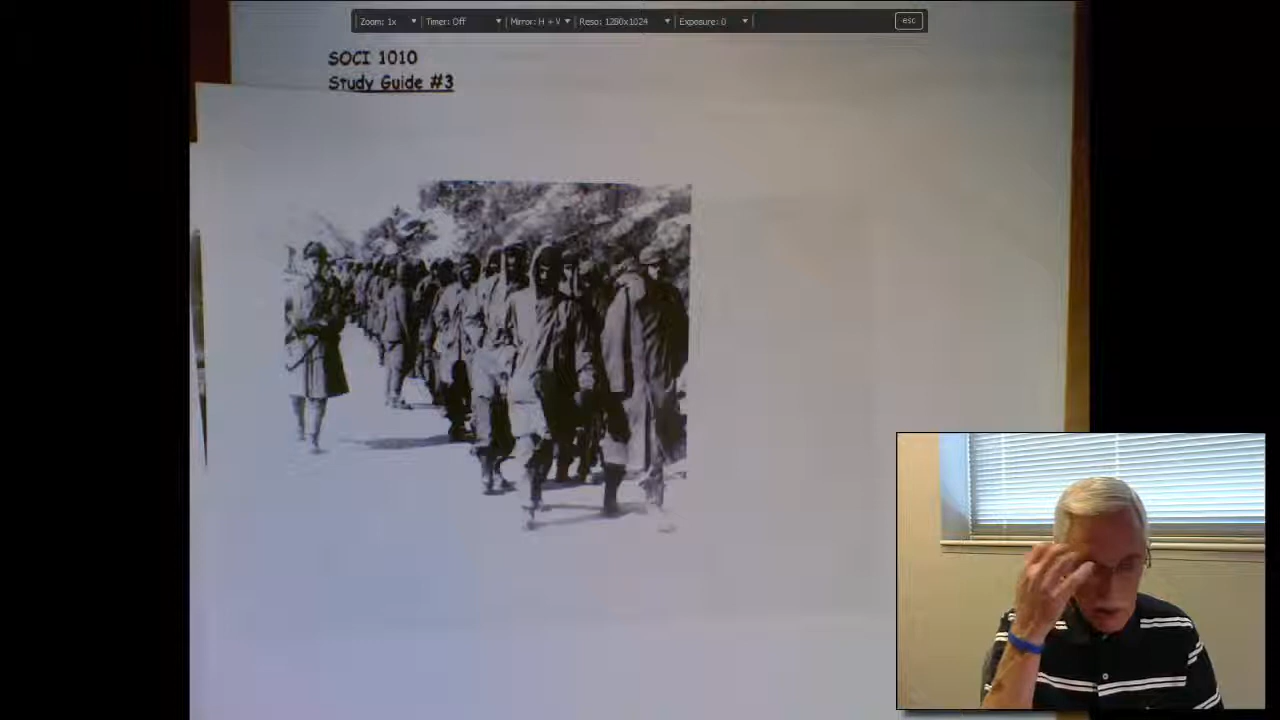 Zoom: 1x Timer: Off Mirror: H + V Reso: 1280x1024 Exposure: 0 esc
SOCI 1010
Study Guide #3